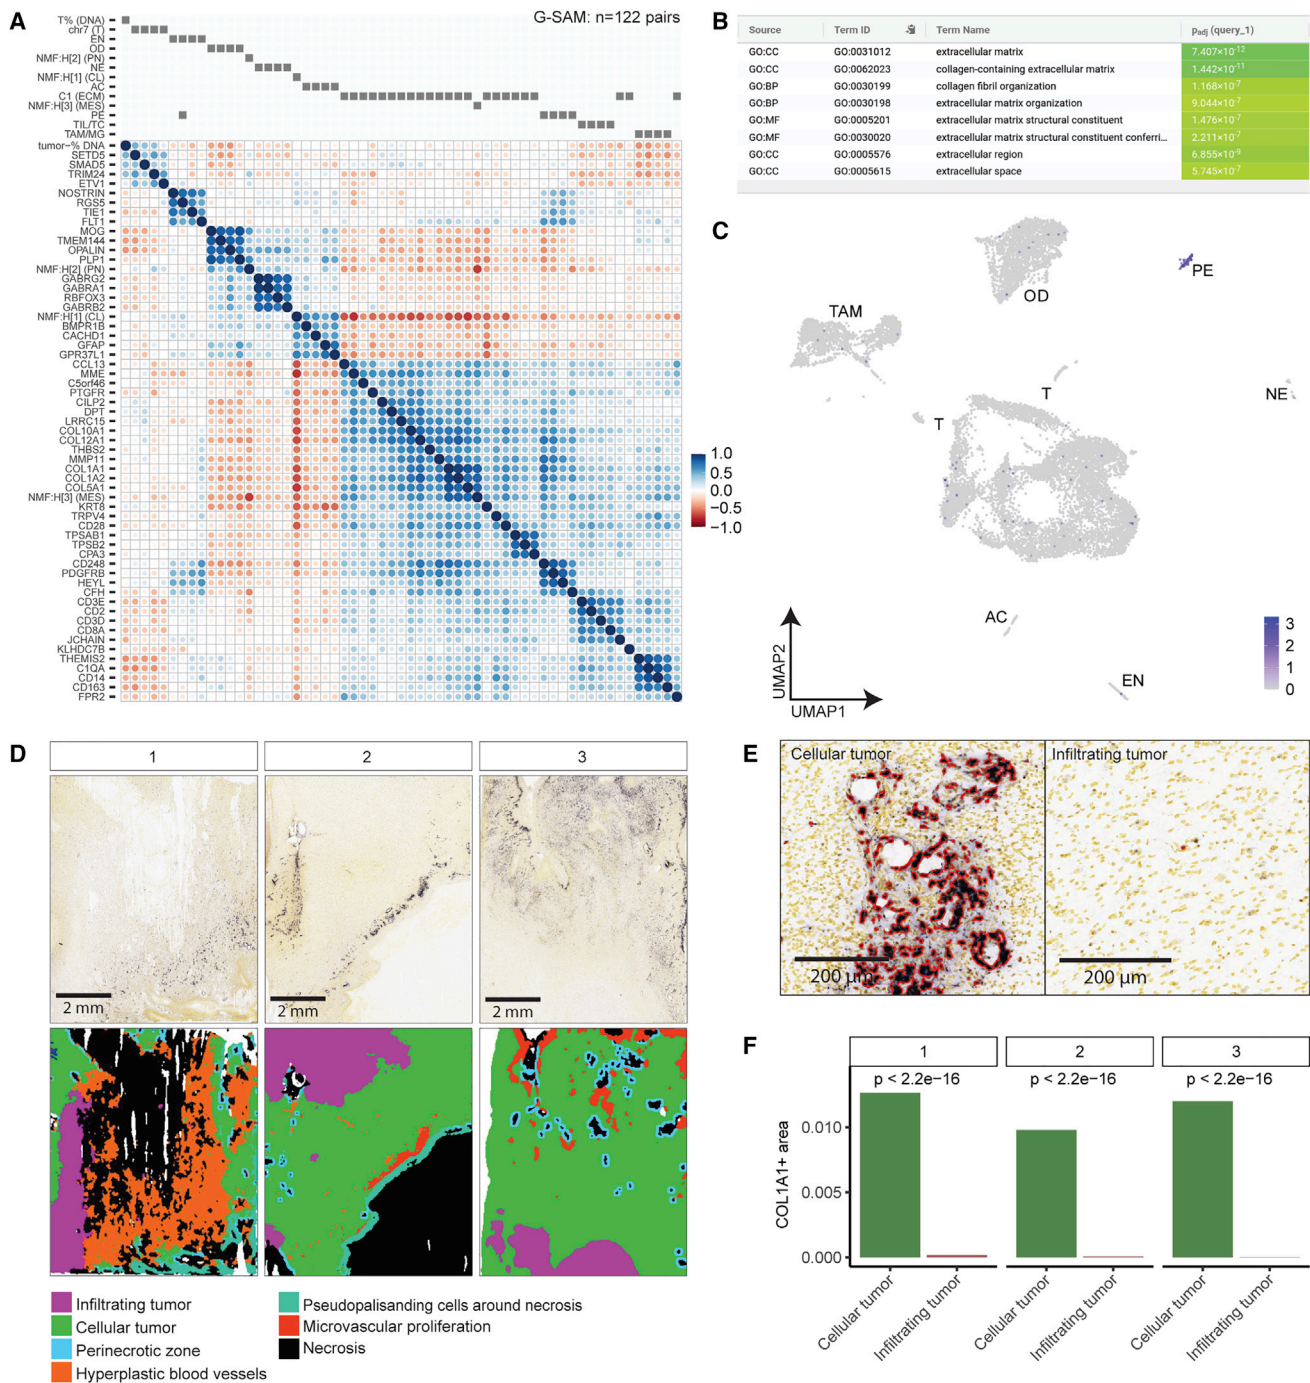 A
G-SAM: n=122 pairs
T% (DNA)
chr7 (T)
EN
OD
NMF:H[2] (PN)
NE
NMF:H[1] (CL)
AC
C1 (ECM)
NMF:H[3] (MES)
PE
TIL/TC
TAM/MG
tumor-% DNA
SETD5
SMAD5
TRIM24
ETV1
NOSTRIN
RGS5
TIE1
FLT1
MOG
TMEM144
OPALIN
PLP1
NMF:H[2] (PN)
GABRG2
GABRA1
RBFOX3
GABRB2
NMF:H[1] (CL)
BMPR1B
CACHD1
GFAP
GPR37L1
CCL13
MME
C5orf46
PTGFR
CILP2
DPT
LRRC15
COL10A1
COL12A1
THBS2
MMP11
COL1A1
COL1A2
COL5A1
NMF:H[3] (MES)
KRT8
TRPV4
CD28
TPSAB1
TPSB2
CPA3
CD248
PDGFRB
HEYL
CFH
CD3E
CD2
CD3D
CD8A
JCHAIN
KLHDC7B
THEMIS2
C1QA
CD14
CD163
FPR2
1.0
0.5
0.0
−0.5
−1.0
B
Source Term ID Term Name padj (query_1)
GO:CC GO:0031012 extracellular matrix 7.407×10-12
GO:CC GO:0062023 collagen-containing extracellular matrix 1.442×10-11
GO:BP GO:0030199 collagen fibril organization 1.168×10-7
GO:BP GO:0030198 extracellular matrix organization 9.044×10-7
GO:MF GO:0005201 extracellular matrix structural constituent 1.476×10-7
GO:MF GO:0030020 extracellular matrix structural constituent conferri... 2.211×10-7
GO:CC GO:0005576 extracellular region 6.855×10-9
GO:CC GO:0005615 extracellular space 5.745×10-7
C
OD
PE
TAM
T
T
NE
AC
EN
UMAP2
UMAP1
3
2
1
0
D
1 2 3
2 mm
2 mm
2 mm
Infiltrating tumor
Cellular tumor
Perinecrotic zone
Hyperplastic blood vessels
Pseudopalisanding cells around necrosis
Microvascular proliferation
Necrosis
E
Cellular tumor
Infiltrating tumor
200 μm
200 μm
F
1 2 3
p < 2.2e−16 p < 2.2e−16 p < 2.2e−16
COL1A1+ area
0.010
0.005
0.000
Cellular tumor
Infiltrating tumor
Cellular tumor
Infiltrating tumor
Cellular tumor
Infiltrating tumor